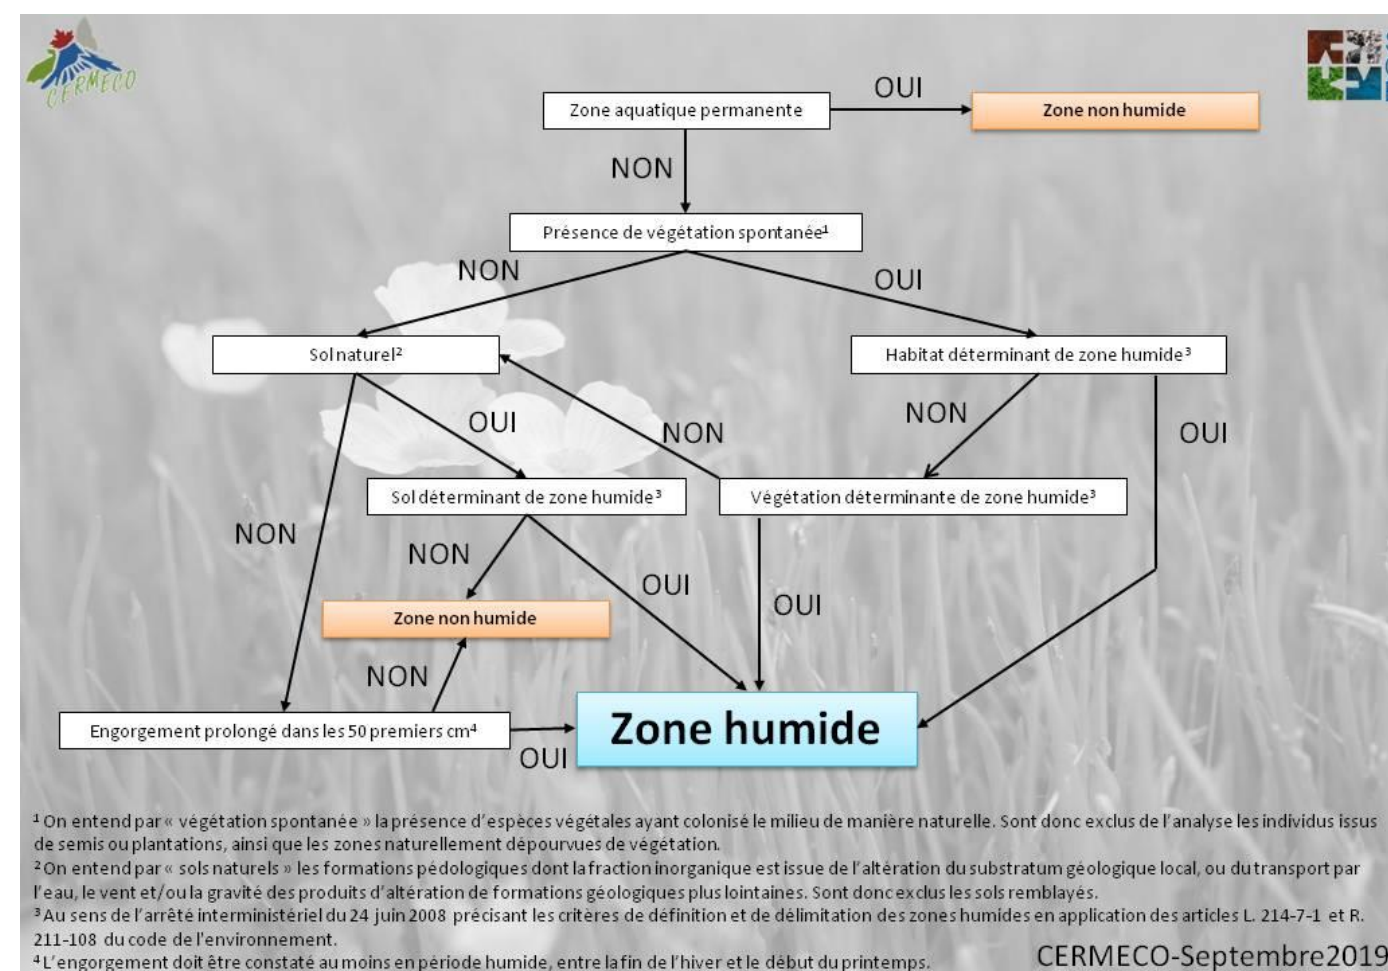 CERMECO
Zone aquatique permanente
OUI
Zone non humide
NON
Présence de végétation spontanée¹
NON
OUI
Sol naturel²
Habitat déterminant de zone humide³
OUI
NON
NON
OUI
Sol déterminant de zone humide³
Végétation déterminante de zone humide³
NON
NON
OUI
OUI
Zone non humide
NON
Engorgement prolongé dans les 50 premiers cm⁴
OUI
Zone humide
¹ On entend par « végétation spontanée » la présence d'espèces végétales ayant colonisé le milieu de manière naturelle. Sont donc exclus de l'analyse les individus issus
de semis ou plantations, ainsi que les zones naturellement dépourvues de végétation.
² On entend par « sols naturels » les formations pédologiques dont la fraction inorganique est issue de l'altération du substratum géologique local, ou du transport par
l'eau, le vent et/ou la gravité des produits d'altération de formations géologiques plus lointaines. Sont donc exclus les sols remblayés.
³ Au sens de l'arrêté interministériel du 24 juin 2008 précisant les critères de définition et de délimitation des zones humides en application des articles L. 214-7-1 et R.
211-108 du code de l'environnement.
⁴ L'engorgement doit être constaté au moins en période humide, entre la fin de l'hiver et le début du printemps.
CERMECO-Septembre2019